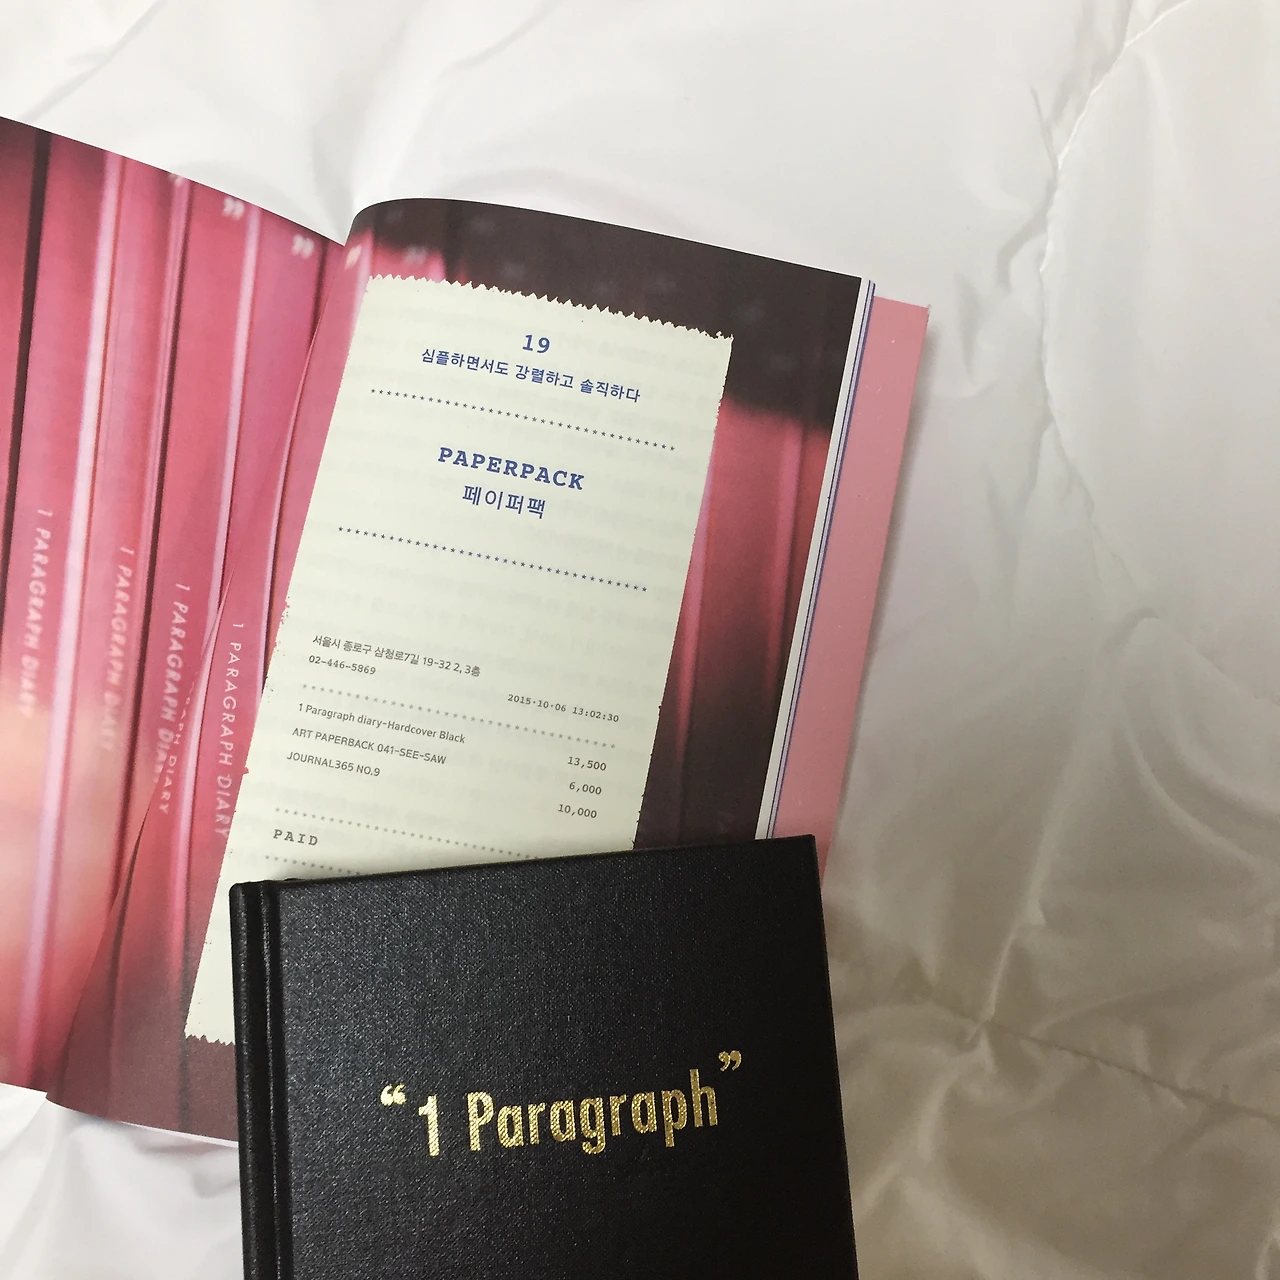 19
심플하면서도 강렬하고 솔직하다
PAPERPACK
페이퍼팩
서울시 종로구 삼청로7길 19-32 2, 3층
02-446-5869
2015·10·06 13:02:30
1 Paragraph diary-Hardcover Black
13,500
ART PAPERBACK 041-SEE-SAW
6,000
JOURNAL365 NO.9
10,000
PAID
1 PARAGRAPH DIARY
1 PARAGRAPH DIARY
1 PARAGRAPH DIARY
1 PARAGRAPH DIARY
“1 Paragraph”